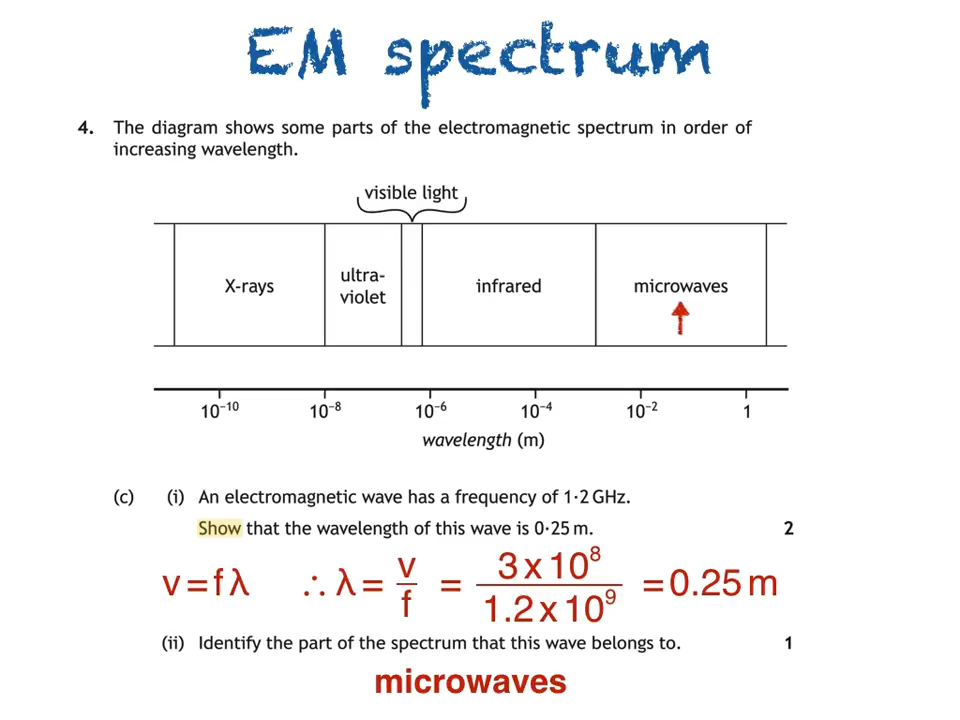 EM spectrum
4. The diagram shows some parts of the electromagnetic spectrum in order of
increasing wavelength.
visible light
X-rays
ultra-
violet
infrared
microwaves
10⁻¹⁰ 10⁻⁸ 10⁻⁶ 10⁻⁴ 10⁻² 1
wavelength (m)
(c) (i) An electromagnetic wave has a frequency of 1·2 GHz.
Show that the wavelength of this wave is 0·25 m. 2
v = f λ ∴ λ = v/f = 3 x 10⁸ / 1.2 x 10⁹ = 0.25 m
(ii) Identify the part of the spectrum that this wave belongs to. 1
microwaves